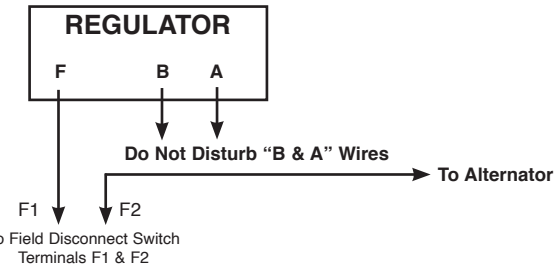 REGULATOR
F B A
Do Not Disturb “B & A” Wires
To Alternator
F1 F2
Field Disconnect Switch
Terminals F1 & F2